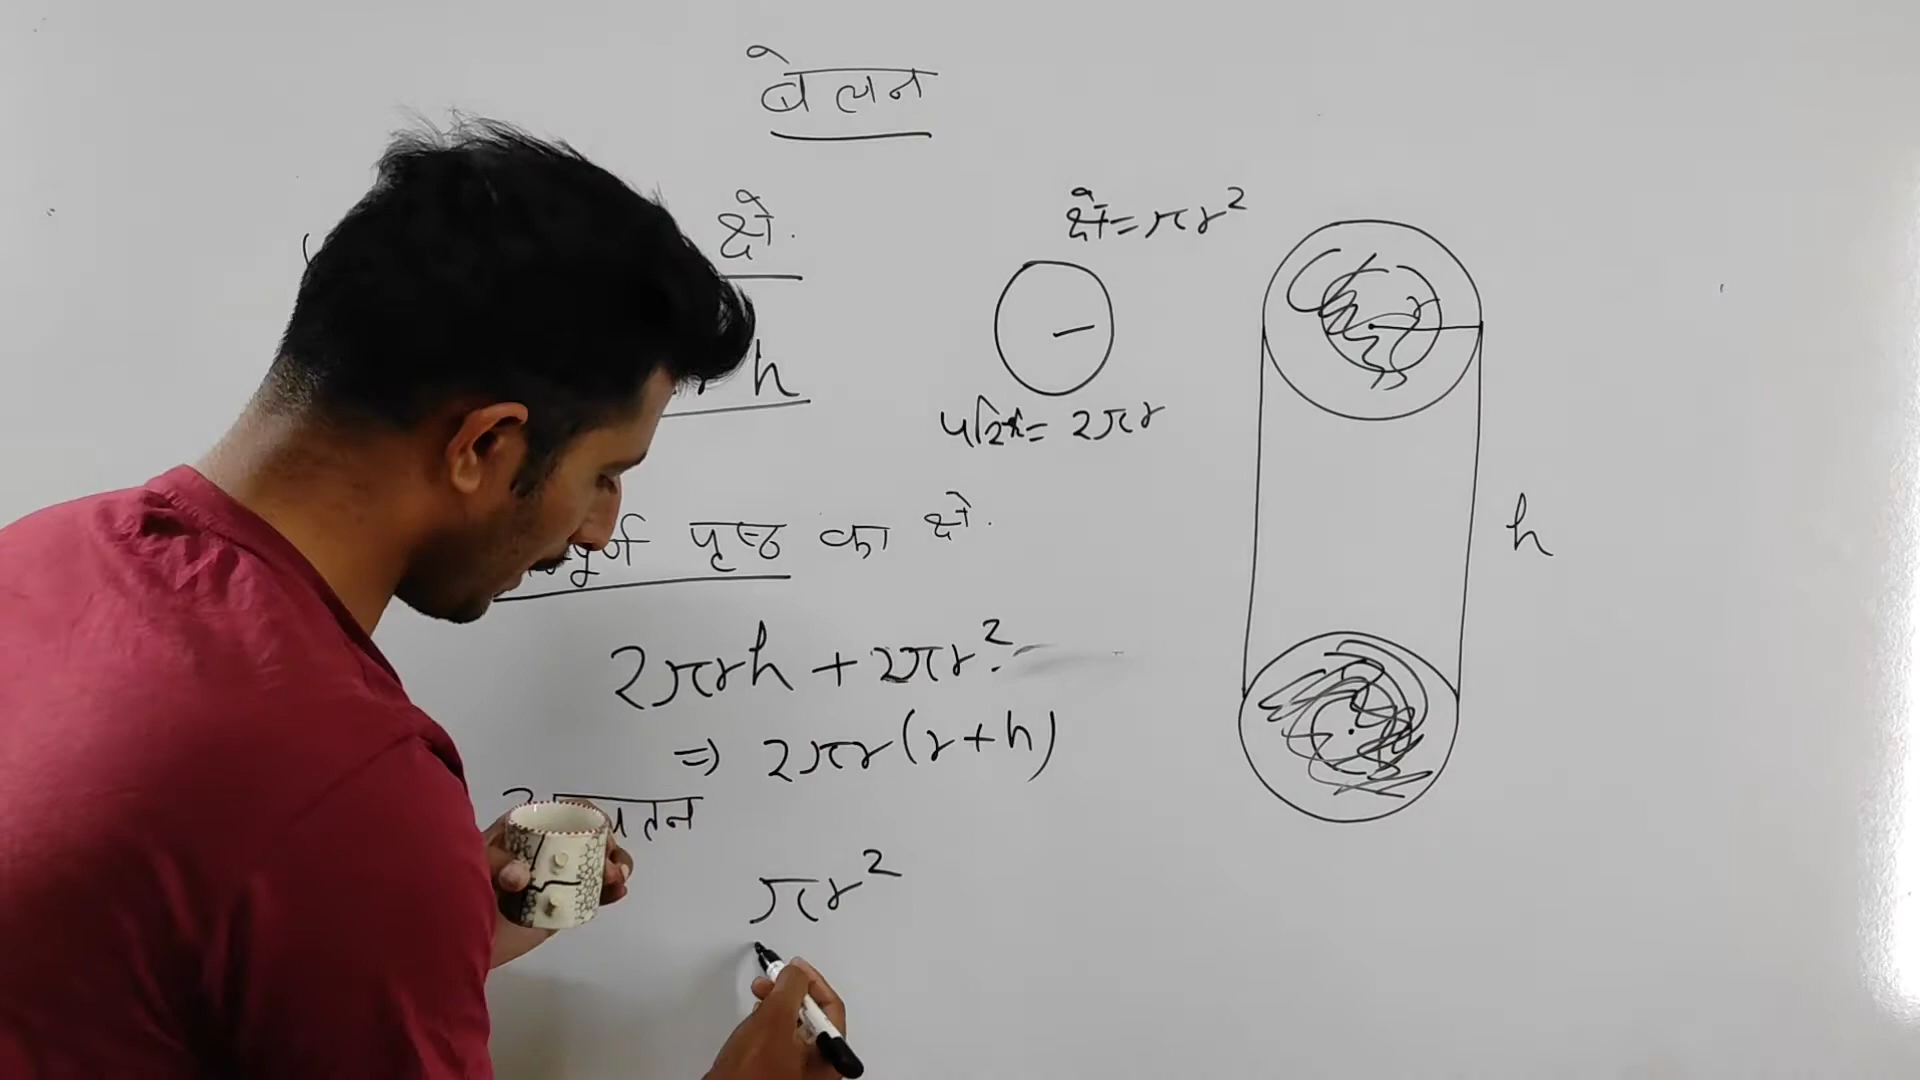 बेलन
क्षे.
h
क्षे = πr²
परि = 2πr
r
h
पृष्ठ का क्षे.
2πrh + 2πr²
⇒ 2πr(r+h)
πr²